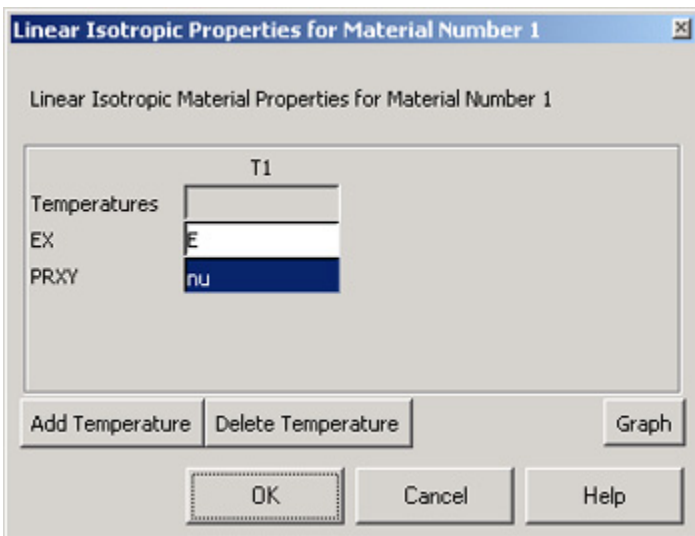 Linear Isotropic Properties for Material Number 1
Linear Isotropic Material Properties for Material Number 1
T1
Temperatures
EX E
PRXY nu
Add Temperature Delete Temperature Graph
OK Cancel Help